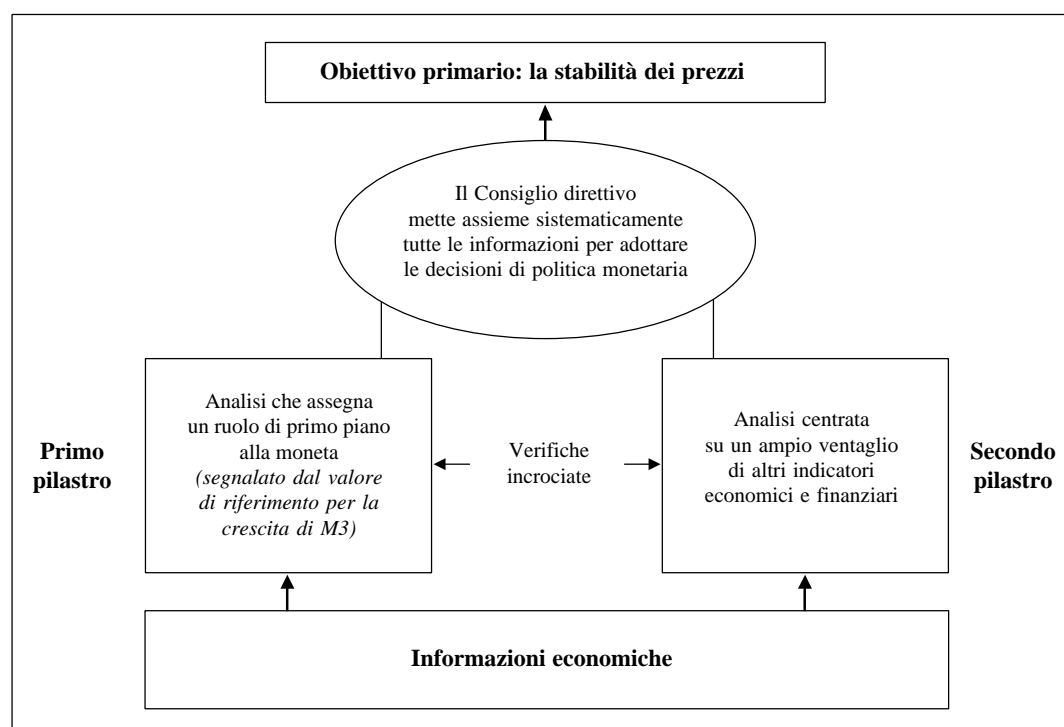 Obiettivo primario: la stabilità dei prezzi
Il Consiglio direttivo
mette assieme sistematicamente
tutte le informazioni per adottare
le decisioni di politica monetaria
Primo
pilastro
Analisi che assegna
un ruolo di primo piano
alla moneta
(segnalato dal valore
di riferimento per la
crescita di M3)
Verifiche
incrociate
Analisi centrata
su un ampio ventaglio
di altri indicatori
economici e finanziari
Secondo
pilastro
Informazioni economiche